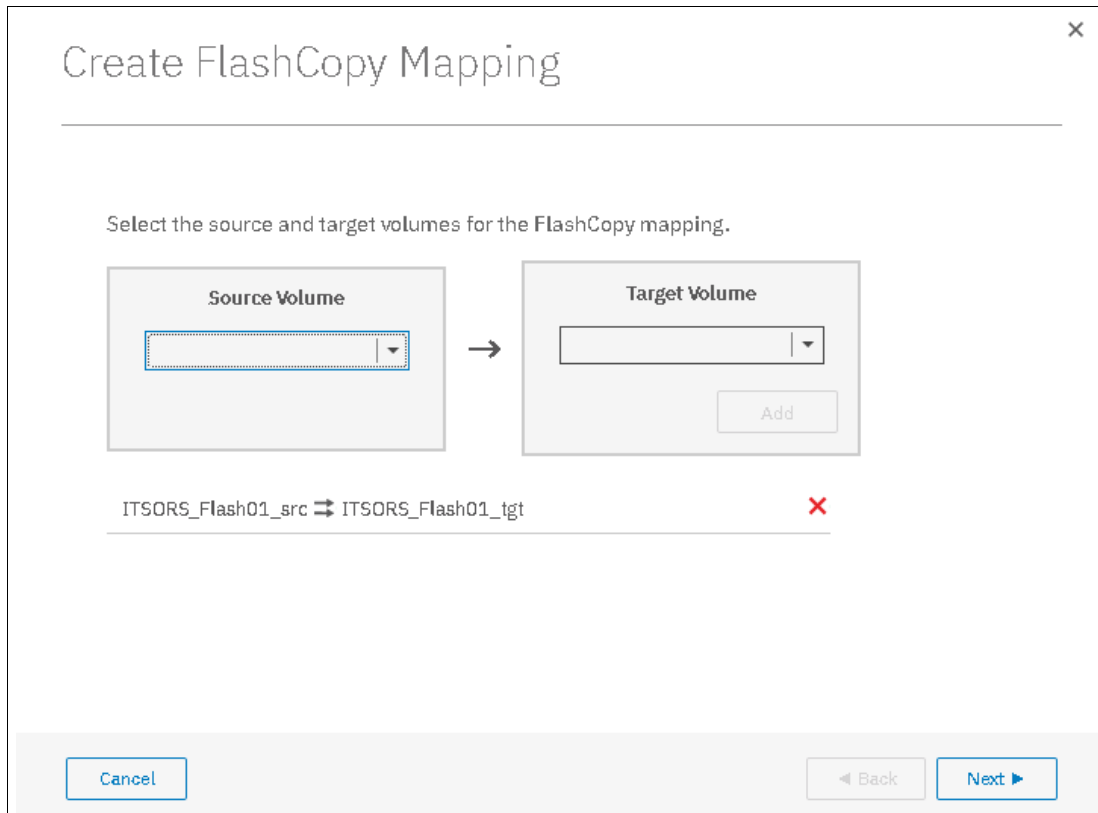 Create FlashCopy Mapping
Select the source and target volumes for the FlashCopy mapping.
Source Volume
Target Volume
Add
ITSORS_Flash01_src ⇉ ITSORS_Flash01_tgt
Cancel
Back
Next